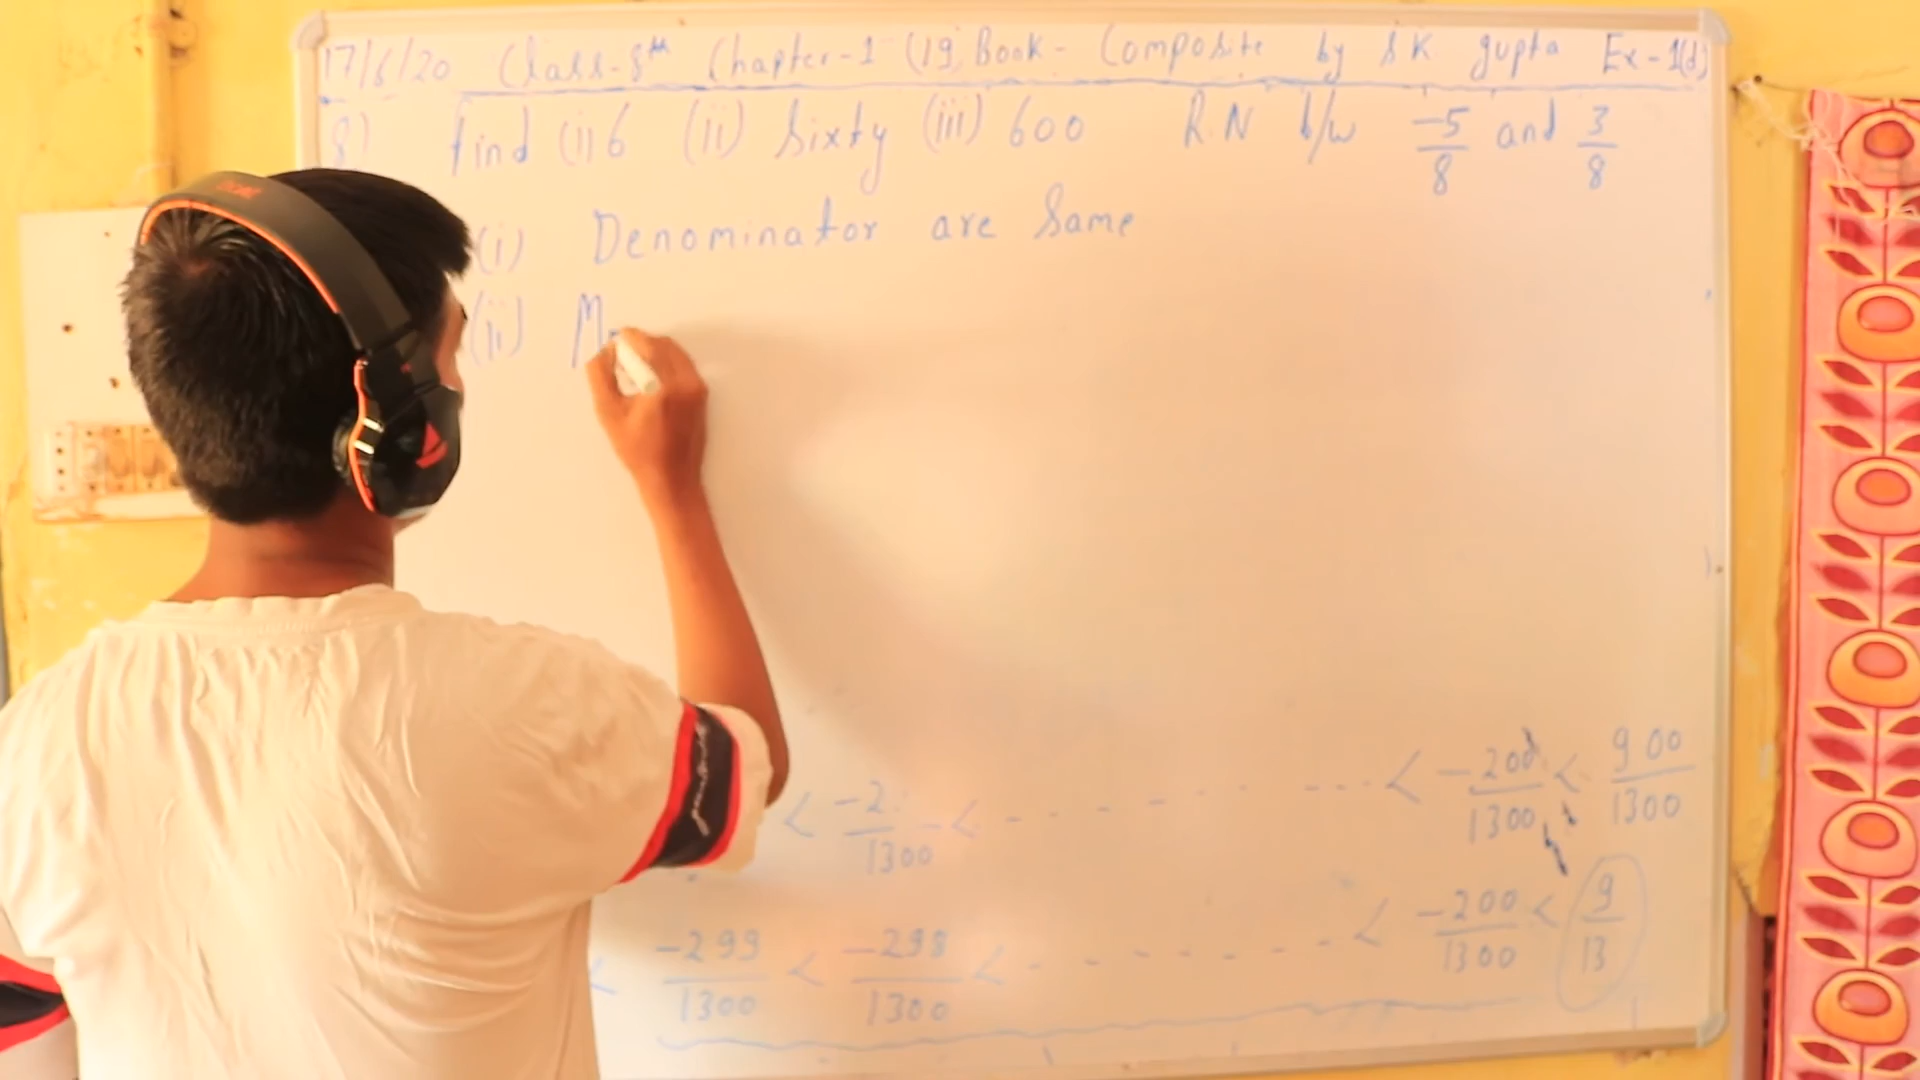 17/6/20 Class-8th Chapter-1 (19) Book- Composite by S K gupta Ex-1(d)
8) find (i) 6 (ii) Sixty (iii) 600 R.N b/w -5/8 and 3/8
(i) Denominator are Same
(ii)
< -2 /1300 < - - - - - - - ... < -200/1300 < 900/1300
< -299/1300 < -298/1300 < - - - - - - - - < -200/1300 < 9/13